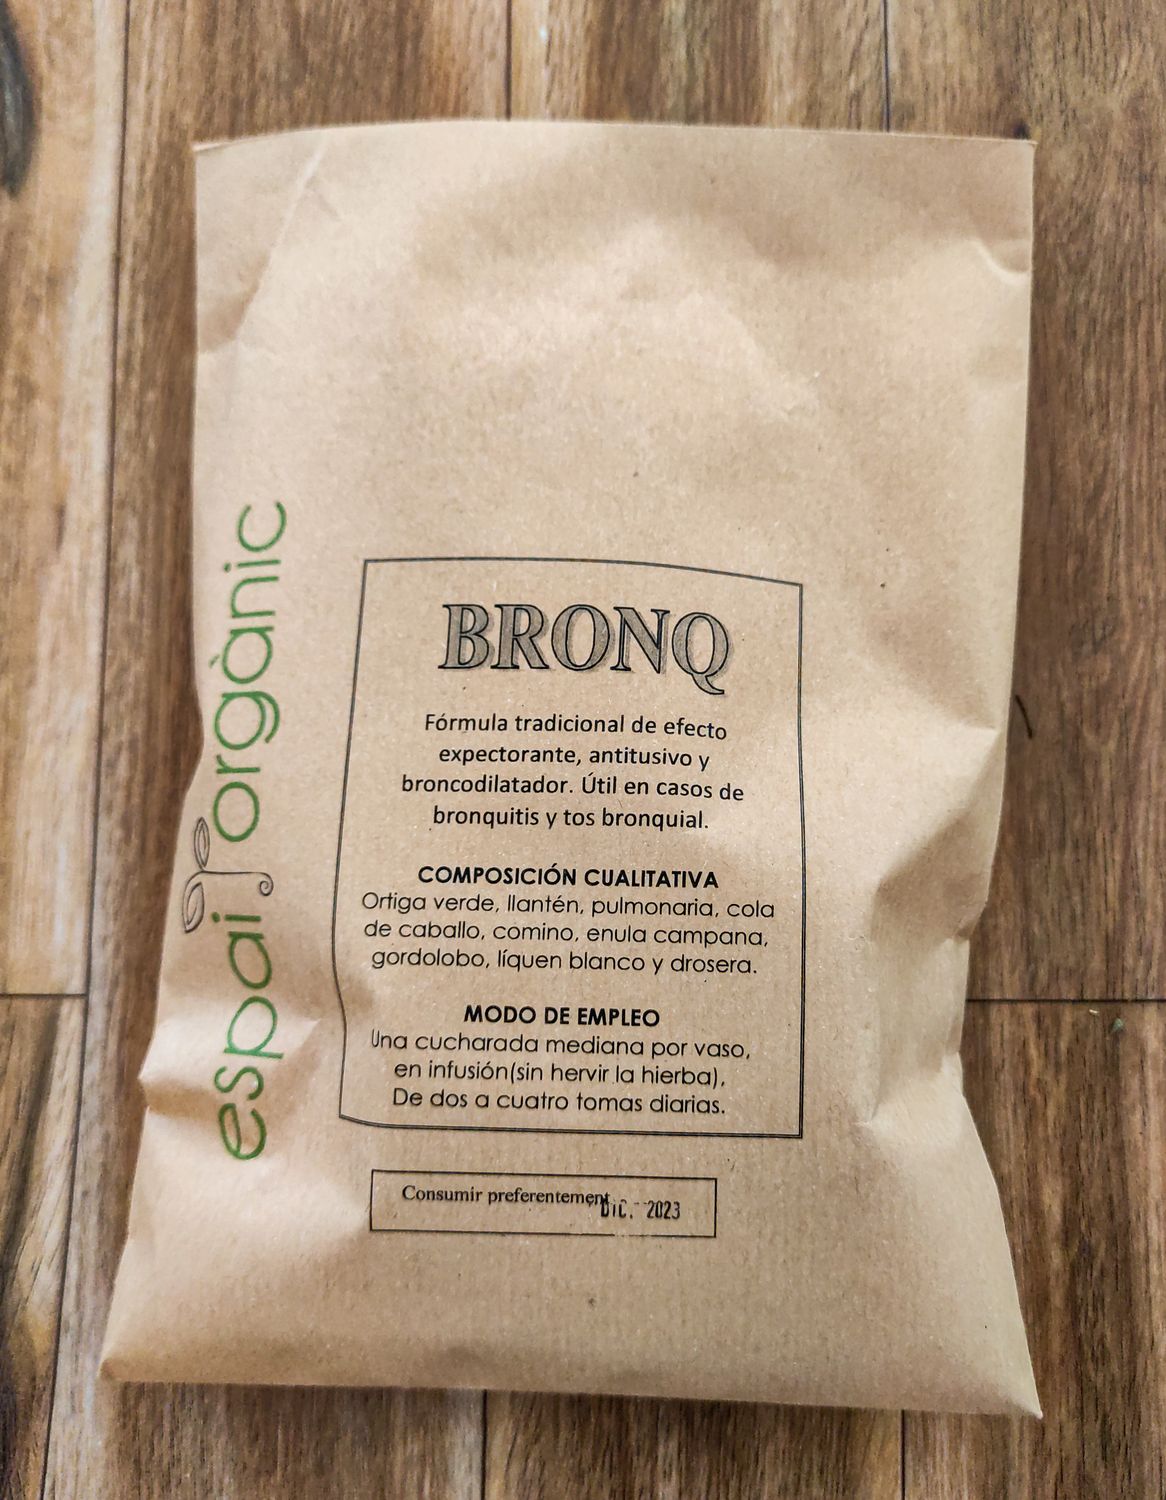 espai orgànic
BRONQ
Fórmula tradicional de efecto
expectorante, antitusivo y
broncodilatador. Útil en casos de
bronquitis y tos bronquial.
COMPOSICIÓN CUALITATIVA
Ortiga verde, llantén, pulmonaria, cola
de caballo, comino, enula campana,
gordolobo, líquen blanco y drosera.
MODO DE EMPLEO
Una cucharada mediana por vaso,
en infusión(sin hervir la hierba),
De dos a cuatro tomas diarias.
Consumir preferentement DIC. 2023